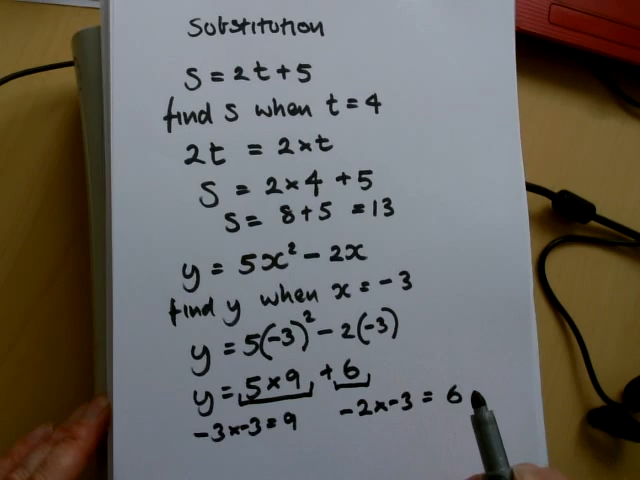 Substitution
s = 2t + 5
find s when t = 4
2t = 2 × t
s = 2 × 4 + 5
s = 8 + 5 = 13
y = 5x² - 2x
find y when x = -3
y = 5(-3)² - 2(-3)
y = 5 × 9 + 6
-3 × -3 = 9 -2 × -3 = 6